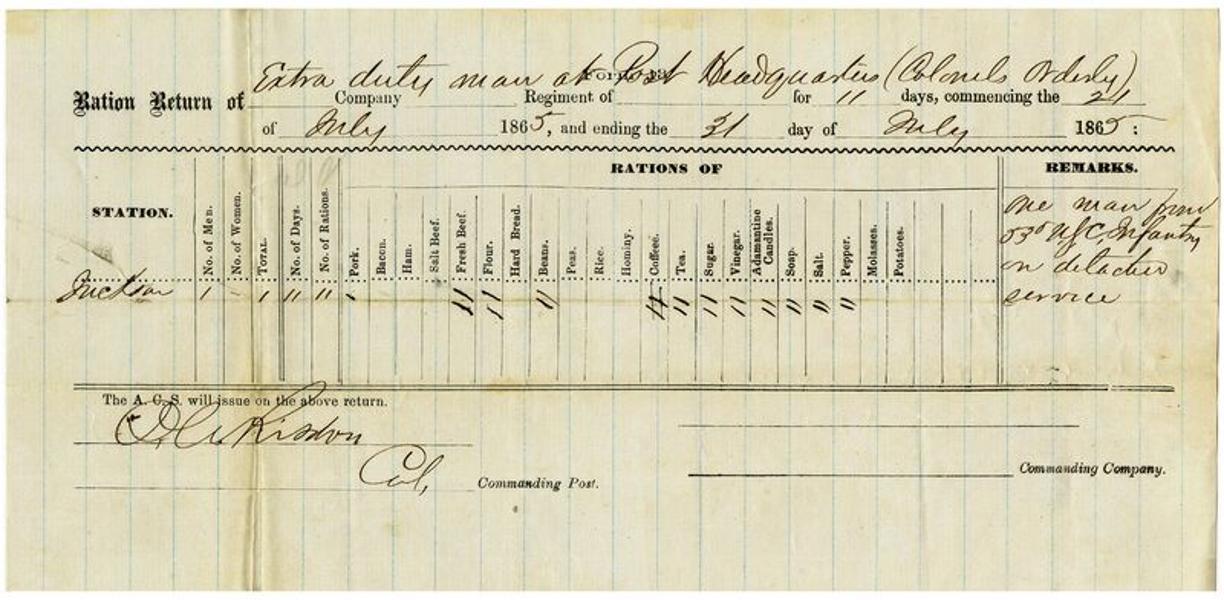 Form 13.
Ration Return of Extra duty man at Post Headquarters (Colonels Orderly)
Company Regiment of for 11 days, commencing the 21
of July 1865, and ending the 31 day of July 1865:
STATION. No. of Men. No. of Women. TOTAL. No. of Days. No. of Rations. RATIONS OF REMARKS.
Pork. Bacon. Ham. Salt Beef. Fresh Beef. Flour. Hard Bread. Beans. Peas. Rice. Hominy. Coffee. Tea. Sugar. Vinegar. Adamantine Candles. Soap. Salt. Pepper. Molasses. Potatoes.
Jackson 1 - 1 11 11 11 11 11 11 11 11 11 11 11 11 11
one man from
53d U.S.C. Infantry
on detached
service
The A. C. S. will issue on the above return.
Col, Commanding Post.
Commanding Company.